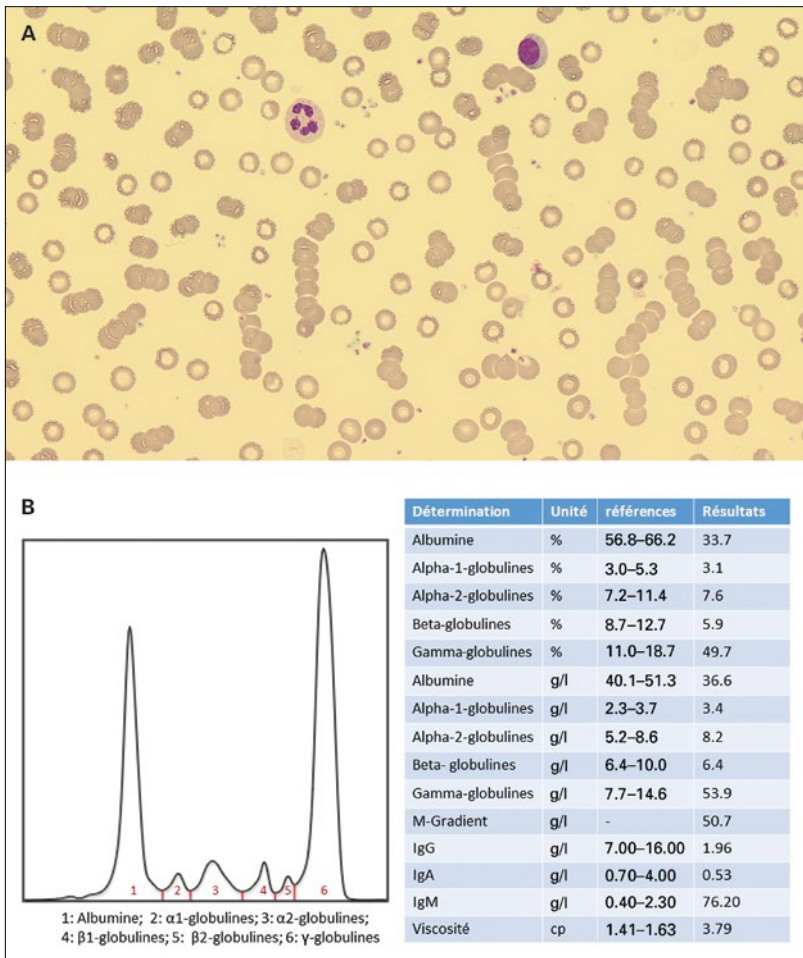 A
B
1 2 3 4 5 6
1: Albumine; 2: α1-globulines; 3: α2-globulines;
4: β1-globulines; 5: β2-globulines; 6: γ-globulines
Détermination Unité références Résultats
Albumine % 56.8–66.2 33.7
Alpha-1-globulines % 3.0–5.3 3.1
Alpha-2-globulines % 7.2–11.4 7.6
Beta-globulines % 8.7–12.7 5.9
Gamma-globulines % 11.0–18.7 49.7
Albumine g/l 40.1–51.3 36.6
Alpha-1-globulines g/l 2.3–3.7 3.4
Alpha-2-globulines g/l 5.2–8.6 8.2
Beta- globulines g/l 6.4–10.0 6.4
Gamma-globulines g/l 7.7–14.6 53.9
M-Gradient g/l - 50.7
IgG g/l 7.00–16.00 1.96
IgA g/l 0.70–4.00 0.53
IgM g/l 0.40–2.30 76.20
Viscosité cp 1.41–1.63 3.79